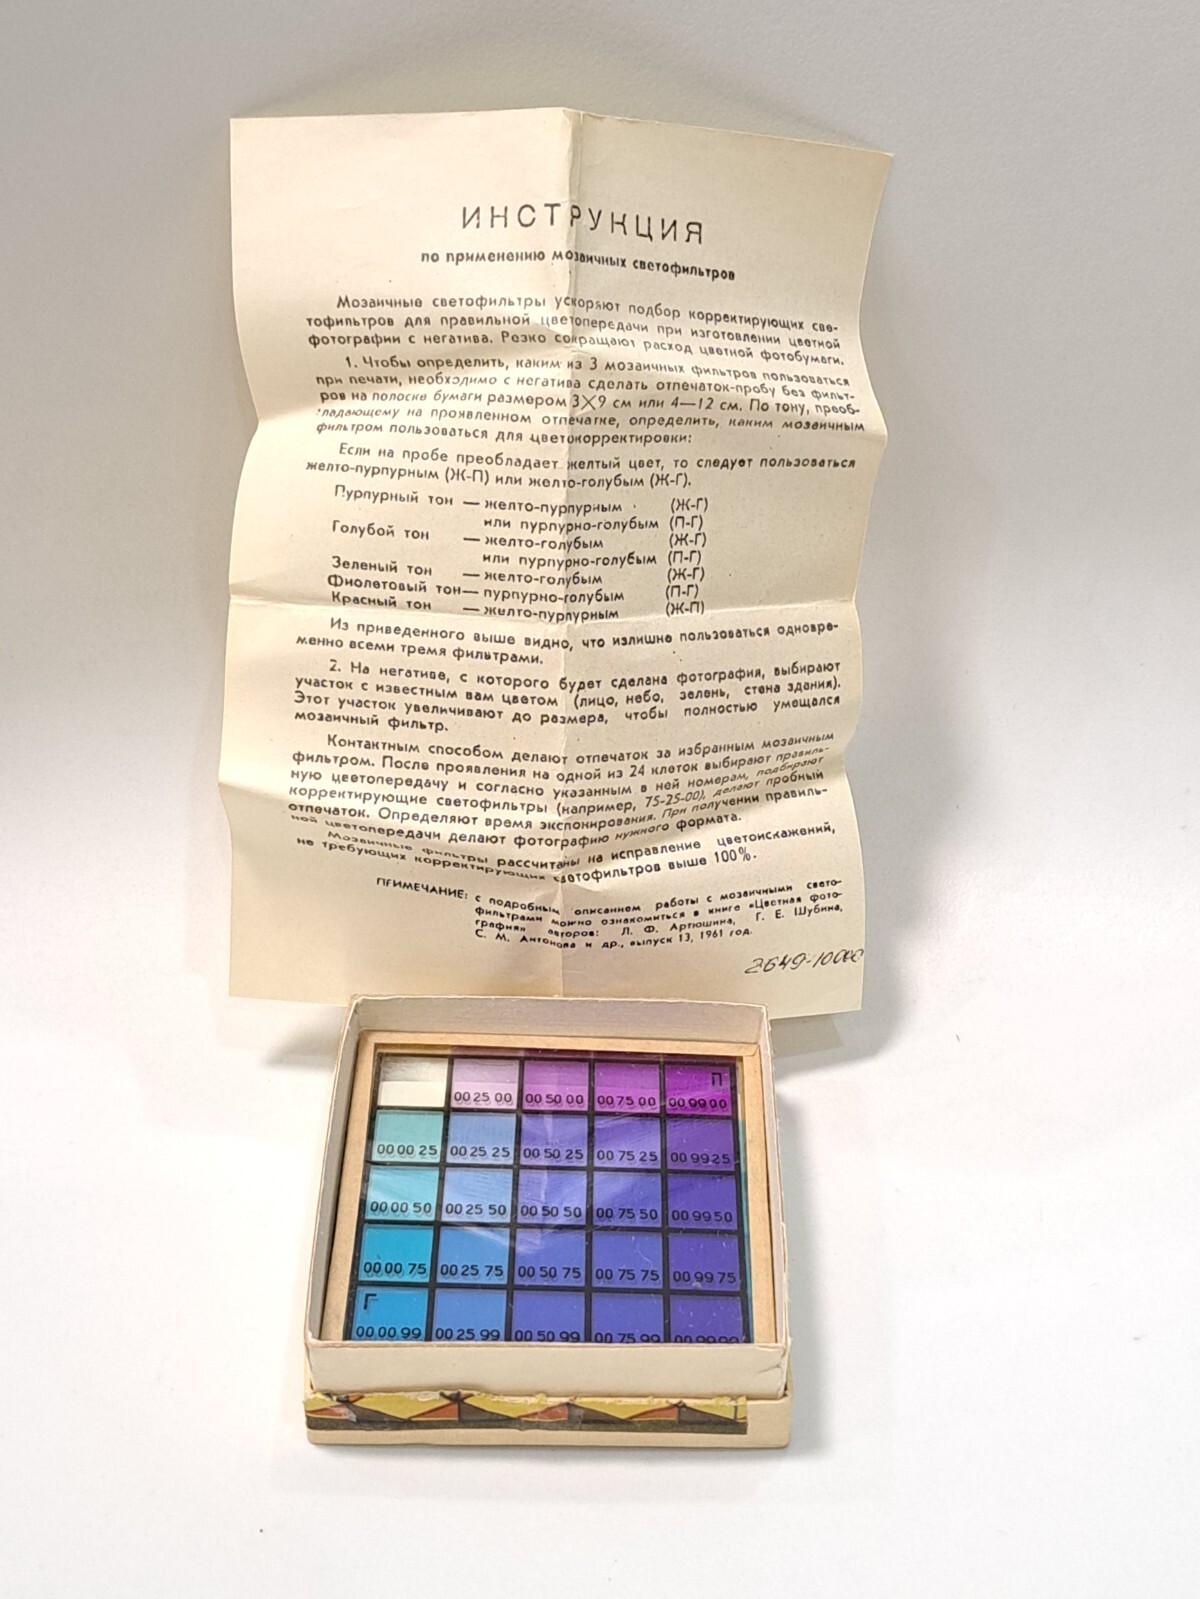 ИНСТРУКЦИЯ
по применению мозаичных светофильтров
Мозаичные светофильтры ускоряют подбор корректирующих све-
тофильтров для правильной цветопередачи при изготовлении цветной
фотографии с негатива. Резко сокращают расход цветной фотобумаги.
1. Чтобы определить, каким из 3 мозаичных фильтров пользоваться
при печати, необходимо с негатива сделать отпечаток-пробу без фильт-
ров на полоске бумаги размером 3×9 см или 4—12 см. По тону, преоб-
ладающему на проявленном отпечатке, определить, каким мозаичным
фильтром пользоваться для цветокорректировки:
Если на пробе преобладает желтый цвет, то следует пользоваться
желто-пурпурным (Ж-П) или желто-голубым (Ж-Г).
Пурпурный тон — желто-пурпурным (Ж-Г)
или пурпурно-голубым (П-Г)
Голубой тон — желто-голубым (Ж-Г)
или пурпурно-голубым (П-Г)
Зеленый тон — желто-голубым (Ж-Г)
Фиолетовый тон — пурпурно-голубым (П-Г)
Красный тон — желто-пурпурным (Ж-П)
Из приведенного выше видно, что излишне пользоваться одновре-
менно всеми тремя фильтрами.
2. На негативе, с которого будет сделана фотография, выбирают
участок с известным вам цветом (лицо, небо, зелень, стена здания).
Этот участок увеличивают до размера, чтобы полностью умещался
мозаичный фильтр.
Контактным способом делают отпечаток за избранным мозаичным
фильтром. После проявления на одной из 24 клеток выбирают правиль-
ную цветопередачу и согласно указанным в ней номерам, подбирают
корректирующие светофильтры (например, 75-25-00), делают пробный
отпечаток. Определяют время экспонирования. При получении правиль-
ной цветопередачи делают фотографию нужного формата.
Мозаичные фильтры рассчитаны на исправление цветоискажений,
не требующих корректирующих светофильтров выше 100%.
ПРИМЕЧАНИЕ: с подробным описанием работы с мозаичными свето-
фильтрами можно ознакомиться в книге «Цветная фото-
графия» авторов: Л. Ф. Артюшина, Г. Е. Шубина,
С. М. Антонова и др., выпуск 13, 1961 год.
2649-10000
П
00 25 00 00 50 00 00 75 00 00 99 00
00 00 25 00 25 25 00 50 25 00 75 25 00 99 25
00 00 50 00 25 50 00 50 50 00 75 50 00 99 50
00 00 75 00 25 75 00 50 75 00 75 75 00 99 75
Г
00 00 99 00 25 99 00 50 99 00 75 99 00 99 99